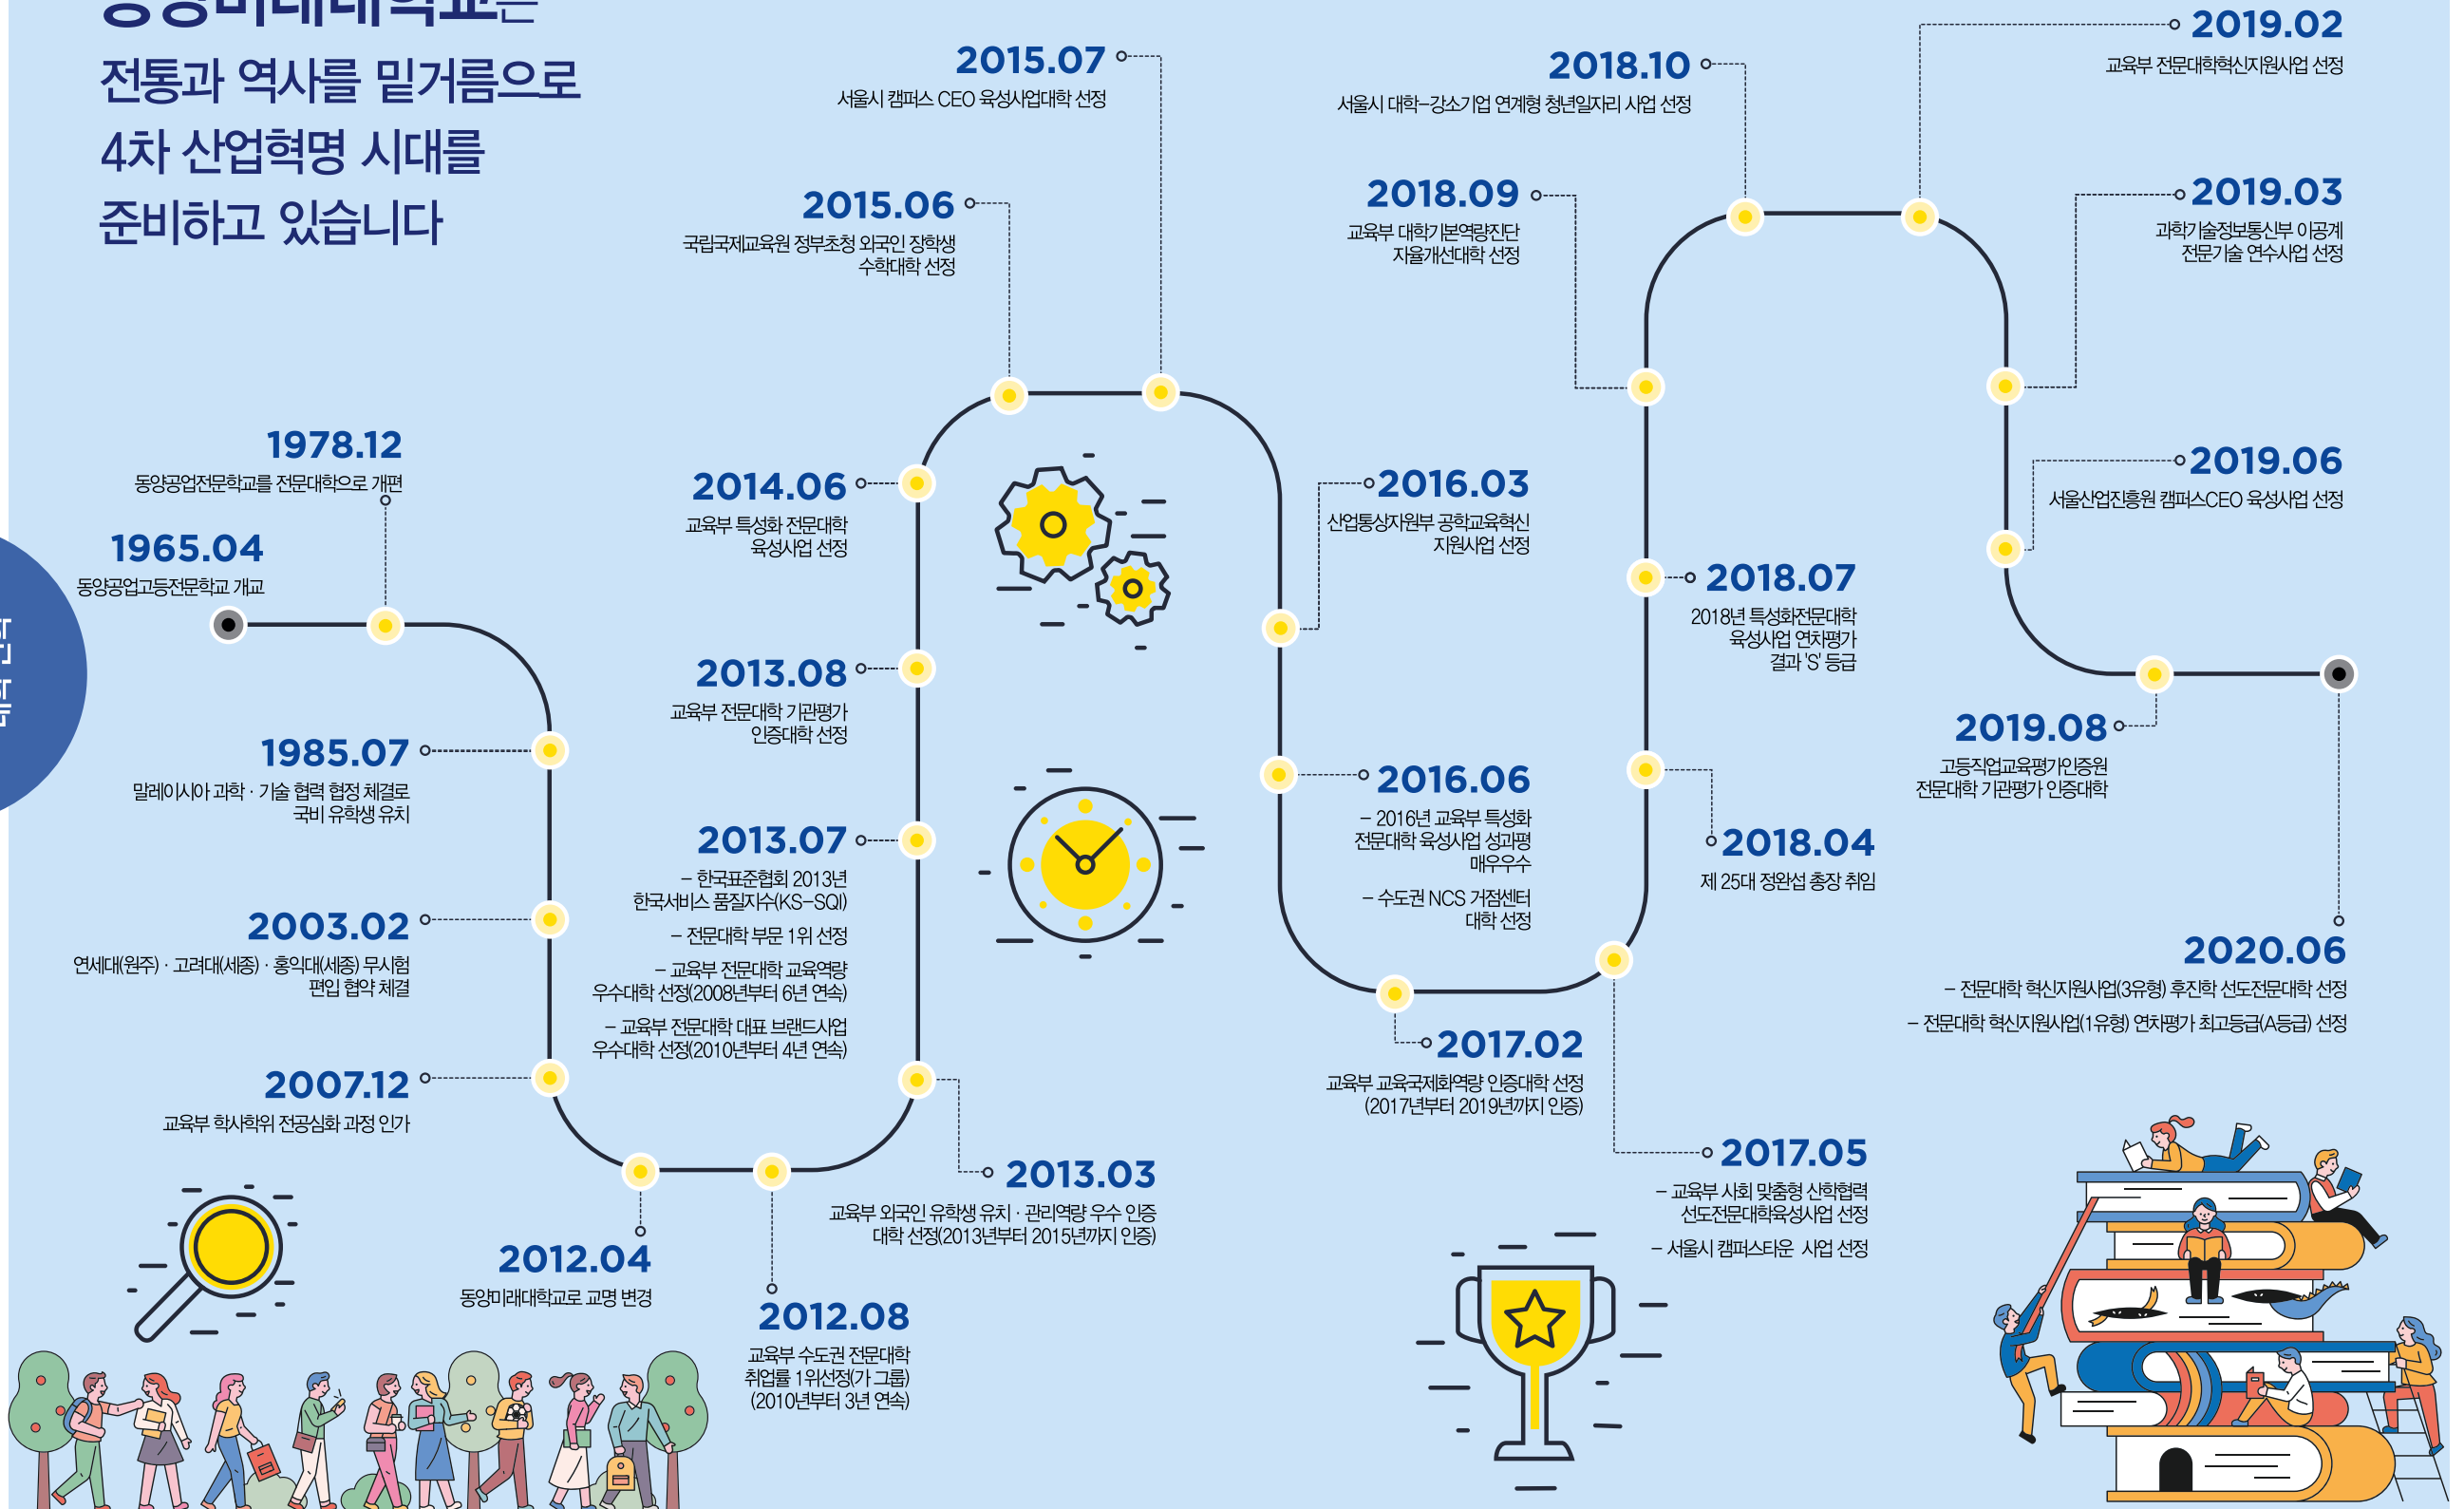 동양미래대학교는
전통과 역사를 밑거름으로
4차 산업혁명 시대를
준비하고 있습니다
1965.04
동양공업고등전문학교 개교
1978.12
동양공업전문학교를 전문대학으로 개편
1985.07
말레이시아 과학 · 기술 협력 협정 체결로
국비 유학생 유치
2003.02
연세대(원주) · 고려대(세종) · 홍익대(세종) 무시험
편입 협약 체결
2007.12
교육부 학사학위 전공심화 과정 인가
2012.04
동양미래대학교로 교명 변경
2012.08
교육부 수도권 전문대학
취업률 1위선정(가 그룹)
(2010년부터 3년 연속)
2013.03
교육부 외국인 유학생 유치 · 관리역량 우수 인증
대학 선정(2013년부터 2015년까지 인증)
2013.07
– 한국표준협회 2013년
한국서비스 품질지수(KS–SQI)
– 전문대학 부문 1위 선정
– 교육부 전문대학 교육역량
우수대학 선정(2008년부터 6년 연속)
– 교육부 전문대학 대표 브랜드사업
우수대학 선정(2010년부터 4년 연속)
2013.08
교육부 전문대학 기관평가
인증대학 선정
2014.06
교육부 특성화 전문대학
육성사업 선정
2015.06
국립국제교육원 정부초청 외국인 장학생
수학대학 선정
2015.07
서울시 캠퍼스 CEO 육성사업대학 선정
2016.03
산업통상자원부 공학교육혁신
지원사업 선정
2016.06
– 2016년 교육부 특성화
전문대학 육성사업 성과평
매우우수
– 수도권 NCS 거점센터
대학 선정
2017.02
교육부 교육국제화역량 인증대학 선정
(2017년부터 2019년까지 인증)
2017.05
– 교육부 사회 맞춤형 산학협력
선도전문대학육성사업 선정
– 서울시 캠퍼스타운 사업 선정
2018.04
제 25대 정완섭 총장 취임
2018.07
2018년 특성화전문대학
육성사업 연차평가
결과 'S' 등급
2018.09
교육부 대학기본역량진단
자율개선대학 선정
2018.10
서울시 대학–강소기업 연계형 청년일자리 사업 선정
2019.02
교육부 전문대학혁신지원사업 선정
2019.03
과학기술정보통신부 이공계
전문기술 연수사업 선정
2019.06
서울산업진흥원 캠퍼스CEO 육성사업 선정
2019.08
고등직업교육평가인증원
전문대학 기관평가 인증대학
2020.06
– 전문대학 혁신지원사업(3유형) 후진학 선도전문대학 선정
– 전문대학 혁신지원사업(1유형) 연차평가 최고등급(A등급) 선정